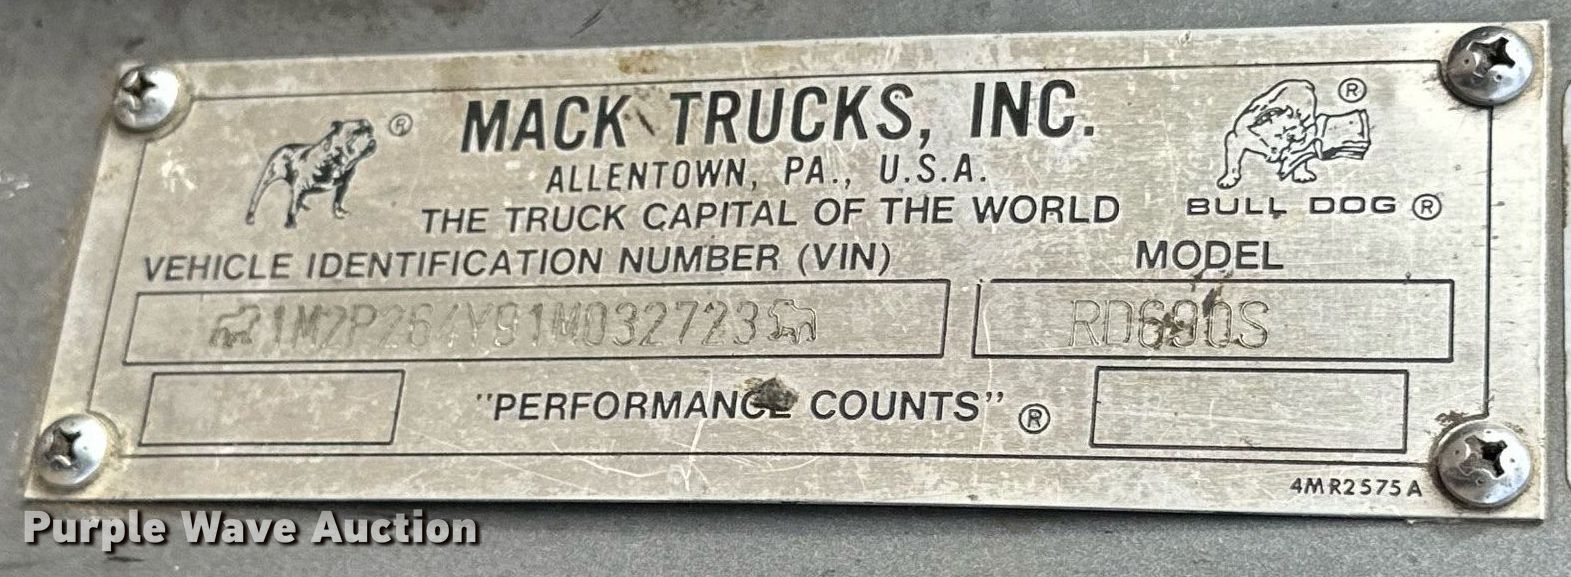 MACK TRUCKS, INC.
ALLENTOWN, PA., U.S.A.
THE TRUCK CAPITAL OF THE WORLD
®
®
BULL DOG ®
VEHICLE IDENTIFICATION NUMBER (VIN)
MODEL
1M2P264Y91M032723
RD690S
"PERFORMANCE COUNTS" ®
4MR2575A
Purple Wave Auction